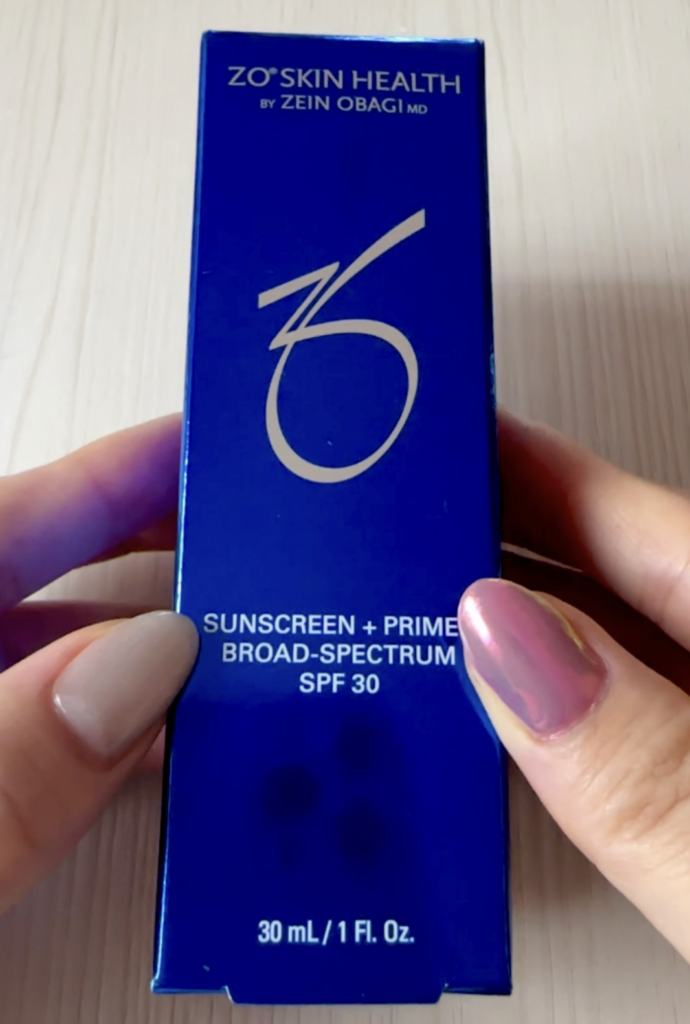 ZO® SKIN HEALTH
BY ZEIN OBAGI MD
SUNSCREEN + PRIME
BROAD-SPECTRUM
SPF 30
30 mL / 1 Fl. Oz.